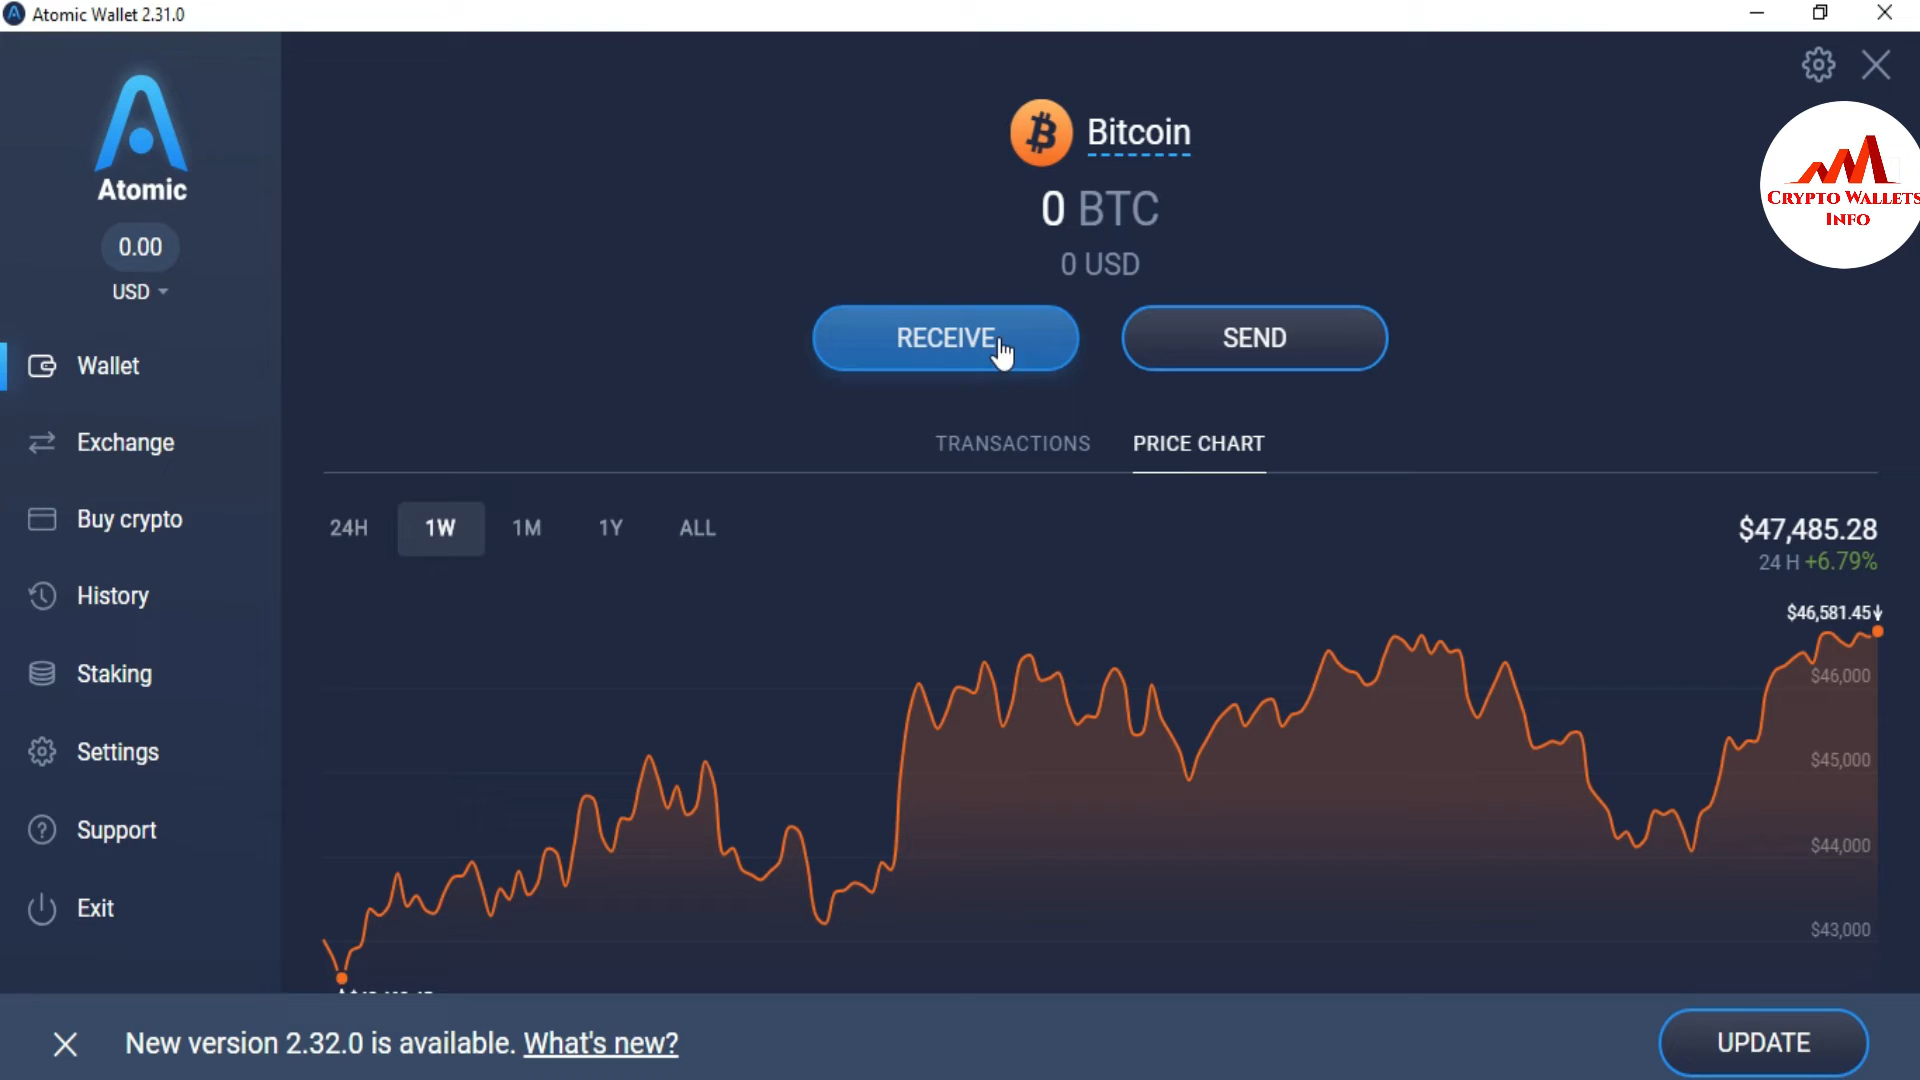 Atomic Wallet 2.31.0
Atomic
0.00
USD
Wallet
Exchange
Buy crypto
History
Staking
Settings
Support
Exit
Bitcoin
0 BTC
0 USD
RECEIVE
SEND
CRYPTO WALLETS
INFO
TRANSACTIONS
PRICE CHART
24H
1W
1M
1Y
ALL
$47,485.28
24 H +6.79%
$46,581.45
$46,000
$45,000
$44,000
$43,000
New version 2.32.0 is available. What's new?
UPDATE